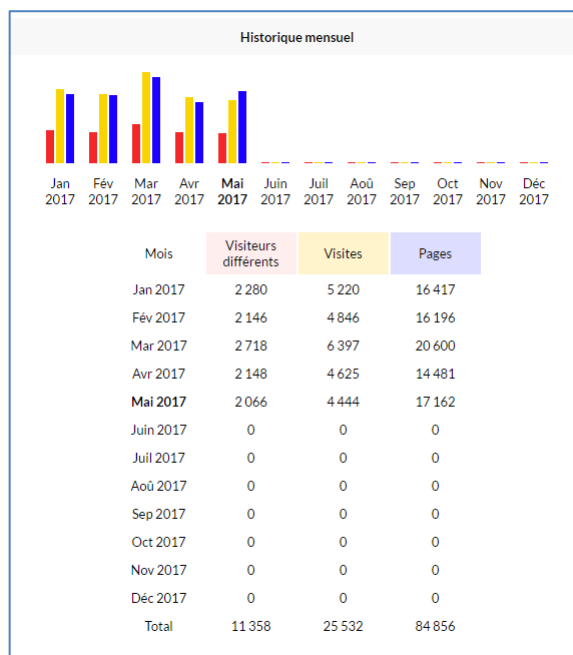 Historique mensuel
Jan Fév Mar Avr Mai Juin Juil Aoû Sep Oct Nov Déc
2017 2017 2017 2017 2017 2017 2017 2017 2017 2017 2017 2017
Mois Visiteurs différents Visites Pages
Jan 2017 2 280 5 220 16 417
Fév 2017 2 146 4 846 16 196
Mar 2017 2 718 6 397 20 600
Avr 2017 2 148 4 625 14 481
Mai 2017 2 066 4 444 17 162
Juin 2017 0 0 0
Juil 2017 0 0 0
Aoû 2017 0 0 0
Sep 2017 0 0 0
Oct 2017 0 0 0
Nov 2017 0 0 0
Déc 2017 0 0 0
Total 11 358 25 532 84 856